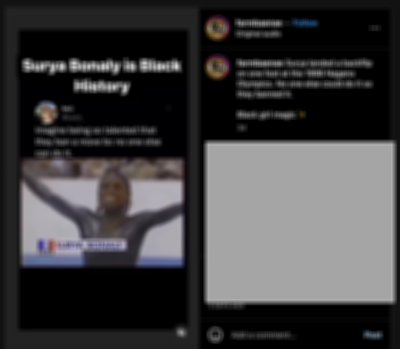 Surya Bonaly is Black
History
Imagine being so talented that
they ban a move bc no one else
can do it
SURYA BONALY
Follow
Original audio
Surya landed a backflip
on one foot at the 1998 Nagano
Olympics. No one else could do it so
they banned it.
Black girl magic ✨
Add a comment...
Post